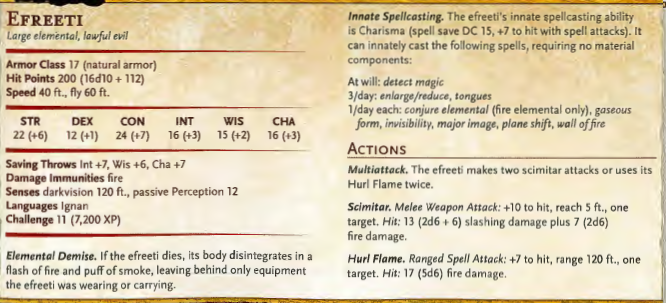 EFREETI
Large elemental, lawful evil
Armor Class 17 (natural armor)
Hit Points 200 (16d10 + 112)
Speed 40 ft., fly 60 ft.
STR DEX CON INT WIS CHA
22 (+6) 12 (+1) 24 (+7) 16 (+3) 15 (+2) 16 (+3)
Saving Throws Int +7, Wis +6, Cha +7
Damage Immunities fire
Senses darkvision 120 ft., passive Perception 12
Languages Ignan
Challenge 11 (7,200 XP)
Elemental Demise. If the efreeti dies, its body disintegrates in a
flash of fire and puff of smoke, leaving behind only equipment
the efreeti was wearing or carrying.
Innate Spellcasting. The efreeti's innate spellcasting ability
is Charisma (spell save DC 15, +7 to hit with spell attacks). It
can innately cast the following spells, requiring no material
components:
At will: detect magic
3/day: enlarge/reduce, tongues
1/day each: conjure elemental (fire elemental only), gaseous
form, invisibility, major image, plane shift, wall of fire
ACTIONS
Multiattack. The efreeti makes two scimitar attacks or uses its
Hurl Flame twice.
Scimitar. Melee Weapon Attack: +10 to hit, reach 5 ft., one
target. Hit: 13 (2d6 + 6) slashing damage plus 7 (2d6)
fire damage.
Hurl Flame. Ranged Spell Attack: +7 to hit, range 120 ft., one
target. Hit: 17 (5d6) fire damage.